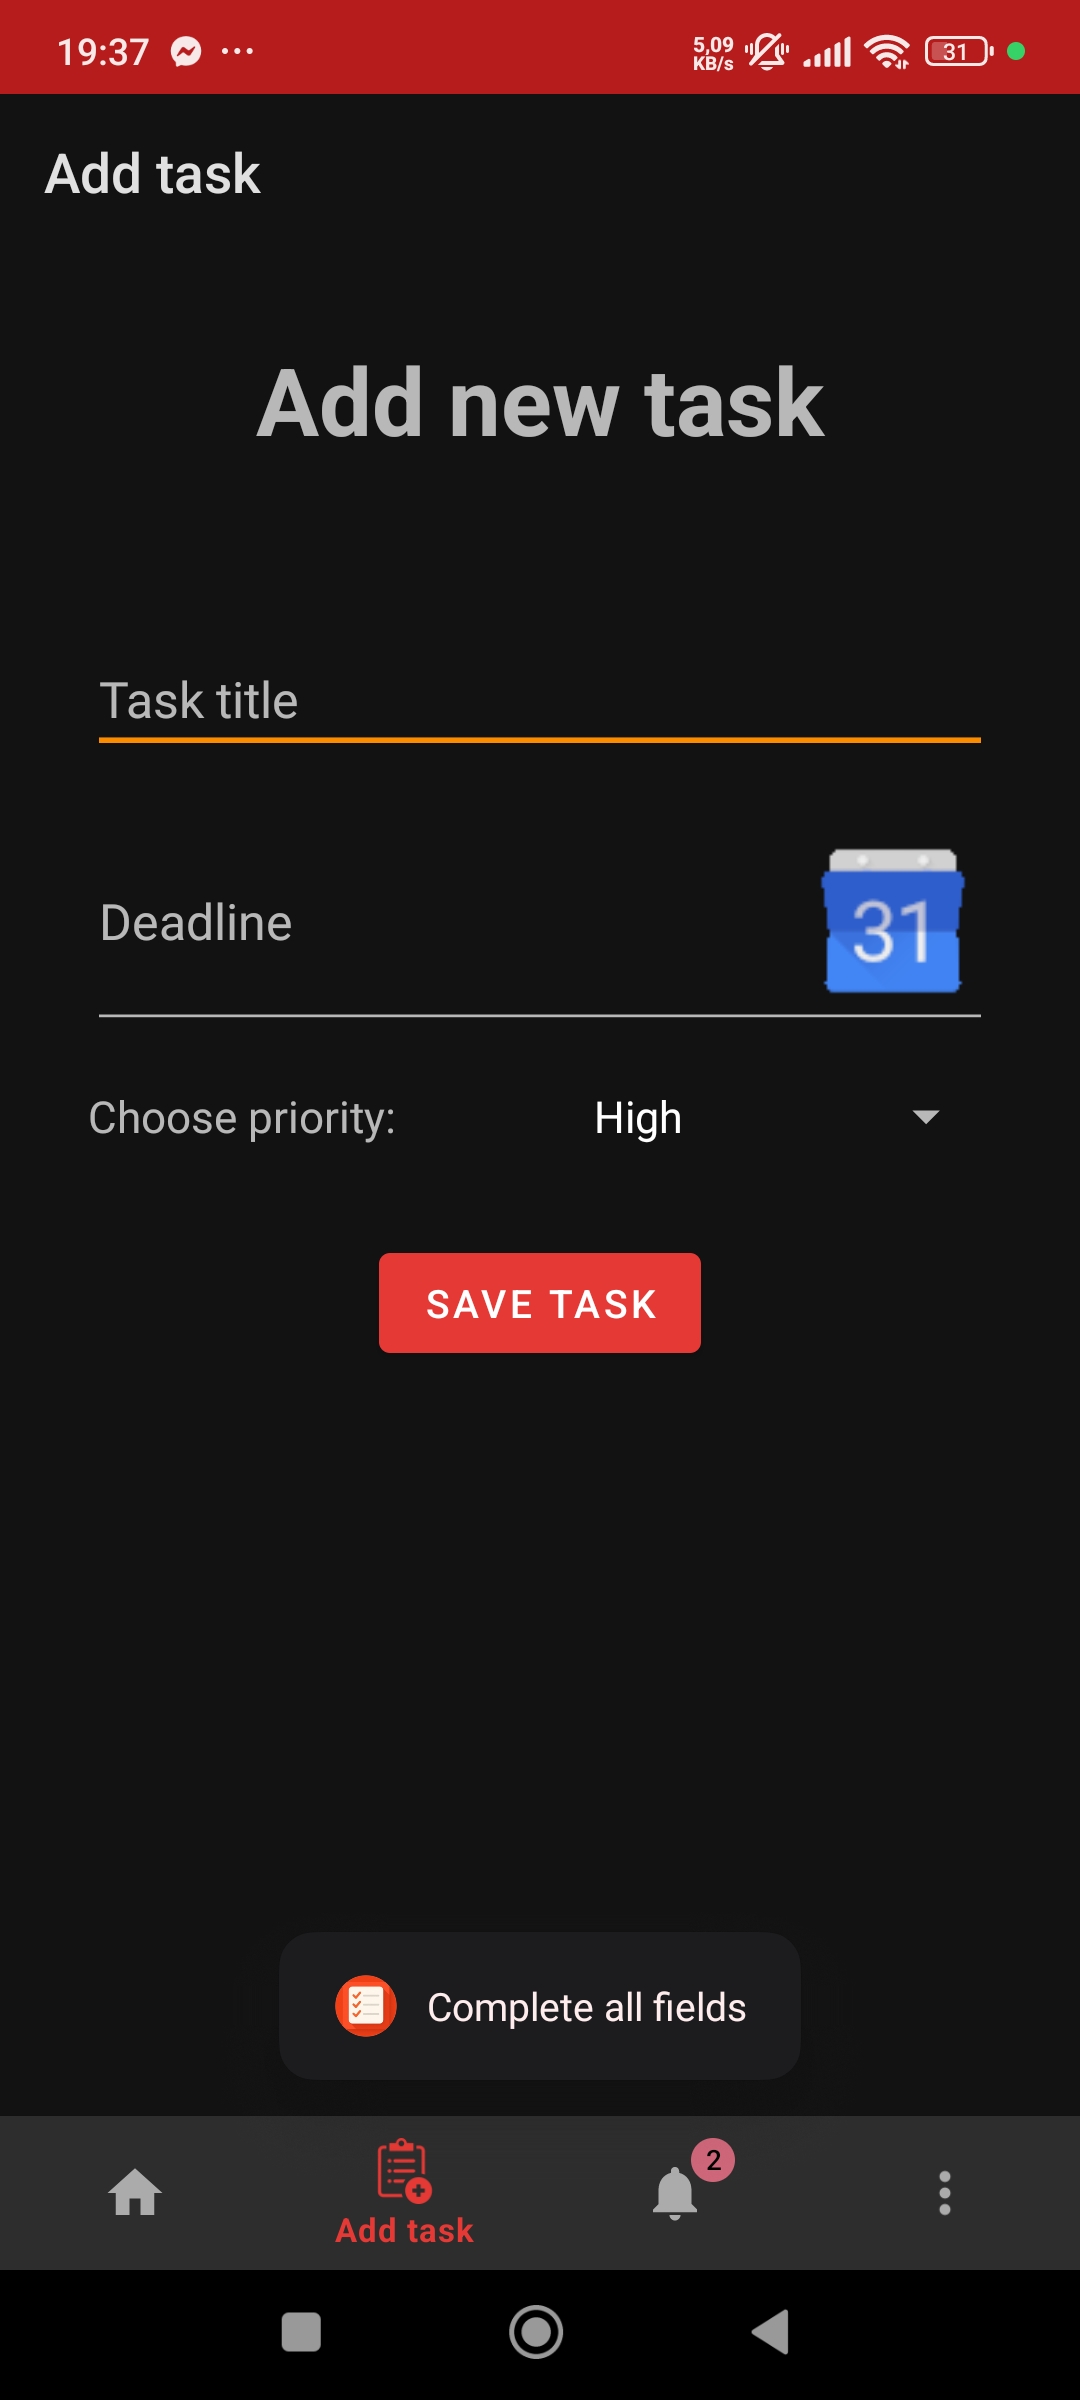 19:37
5,09
KB/s
31
Add task
Add new task
Task title
Deadline
31
Choose priority:
High
SAVE TASK
Complete all fields
2
Add task